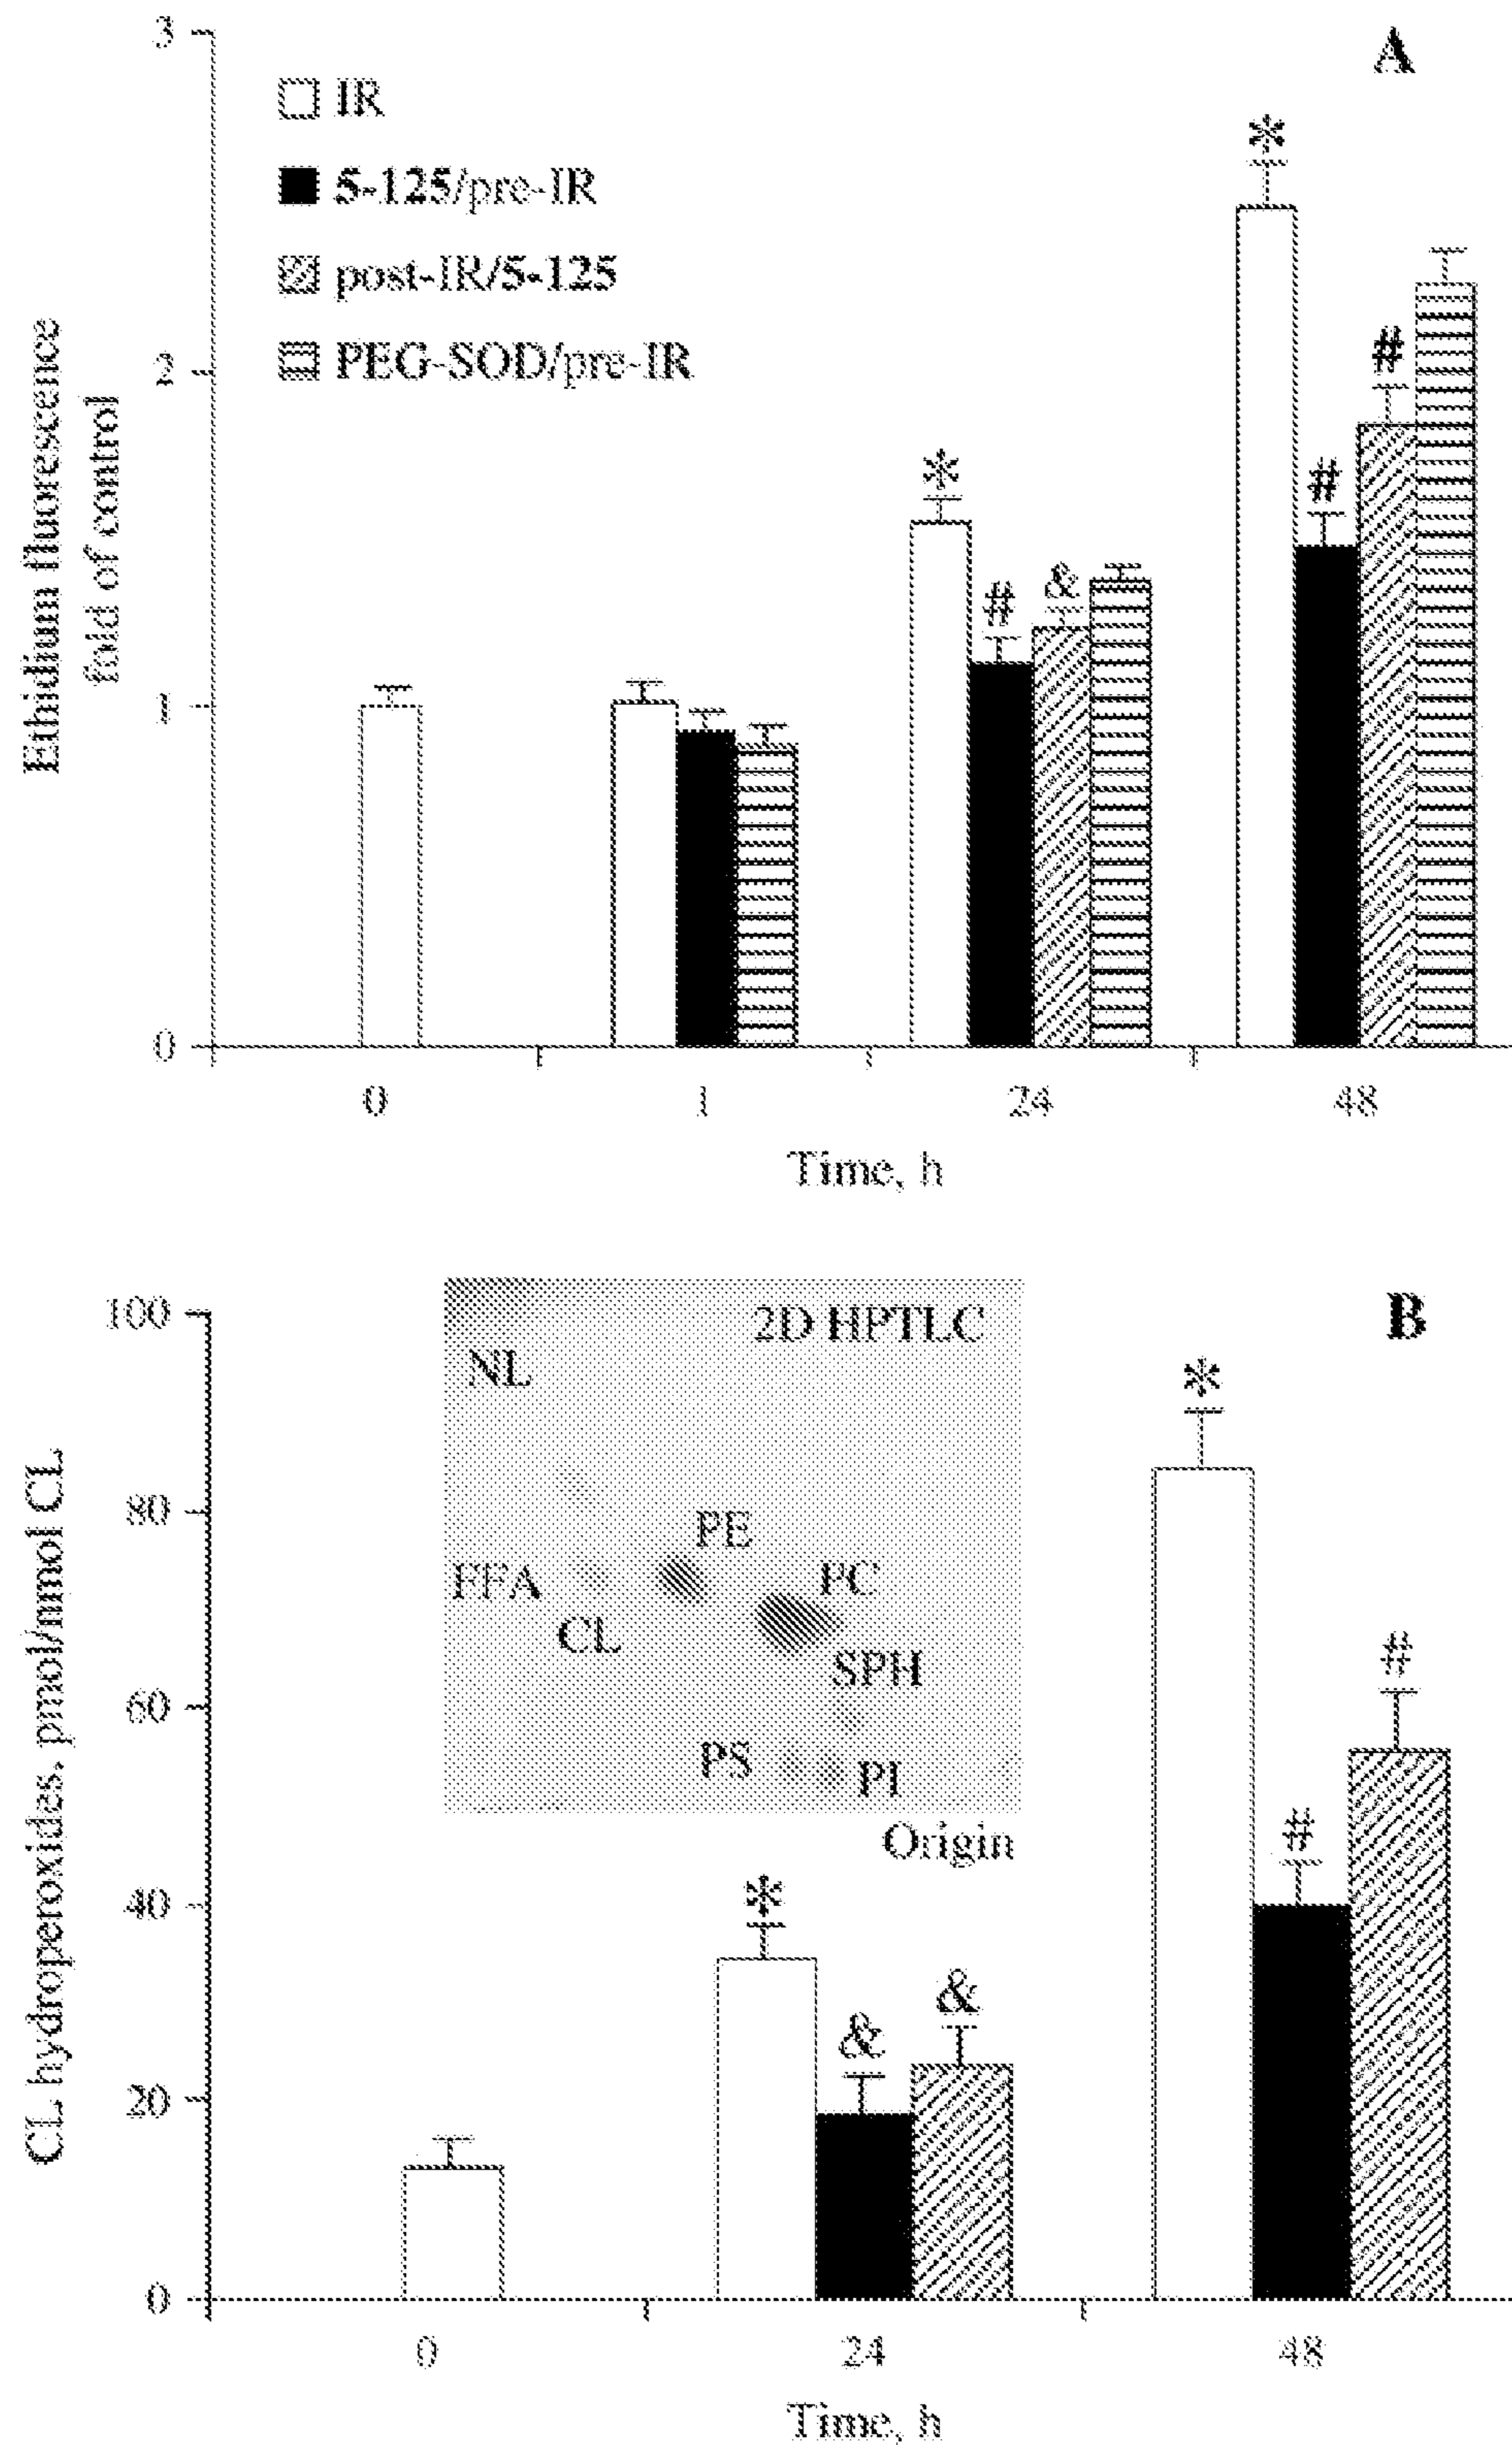 A
3
IR
5-125/pre-IR
post-IR/5-125
PEG-SOD/pre-IR
2
1
0
Ethidium fluorescence
fold of control
*
#
&
*
#
#
0 1 24 48
Time, h
B
100
80
60
40
20
0
CL hydroperoxides, pmol/nmol CL
2D HPTLC
NL
PE
FFA
PC
CL
SPH
PS
PI
Origin
*
&
&
*
#
#
0 24 48
Time, h